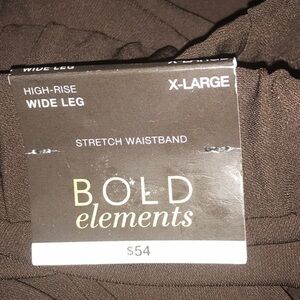 WIDE LEG
HIGH-RISE
X-LARGE
WIDE LEG
STRETCH WAISTBAND
BOLD
elements
$54